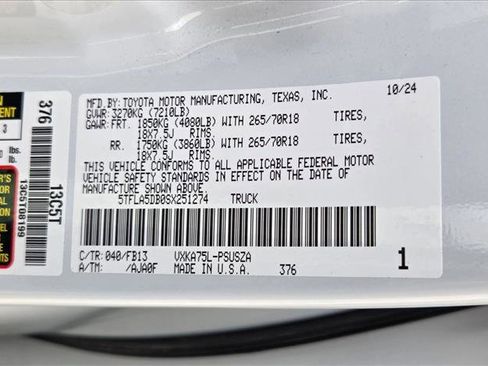 MFD.BY:TOYOTA MOTOR MANUFACTURING, TEXAS, INC. 10/24
GVWR: 3270KG (7210LB)
GAWR: FRT. 1850KG (4080LB) WITH 265/70R18 TIRES,
18X7.5J RIMS.
RR. 1750KG (3860LB) WITH 265/70R18 TIRES,
18X7.5J RIMS.
THIS VEHICLE CONFORMS TO ALL APPLICABLE FEDERAL MOTOR
VEHICLE SAFETY STANDARDS IN EFFECT ON THE DATE OF
MANUFACTURE SHOWN ABOVE.
5TFLA5DB0SX251274 TRUCK
C/TR: 040/FB13 VXKA75L-PSUSZA
A/TM: /AJA0F MADE IN U.S.A. 376 1
376
13C5T
13C5T08199
lbs.
lb.
3